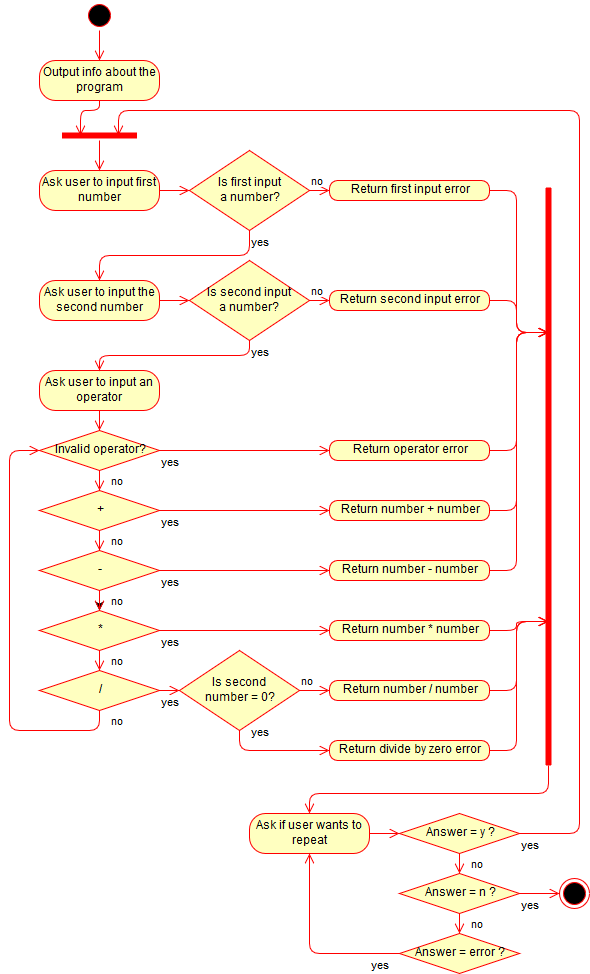 Output info about the
program
Ask user to input first
number
Is first input
a number?
no
Return first input error
yes
Ask user to input the
second number
Is second input
a number?
no
Return second input error
yes
Ask user to input an
operator
Invalid operator?
yes
Return operator error
no
+
yes
Return number + number
no
-
yes
Return number - number
no
*
yes
Return number * number
no
/
yes
Is second
number = 0?
no
Return number / number
no
yes
Return divide by zero error
Ask if user wants to
repeat
Answer = y ?
yes
no
Answer = n ?
yes
no
Answer = error ?
yes